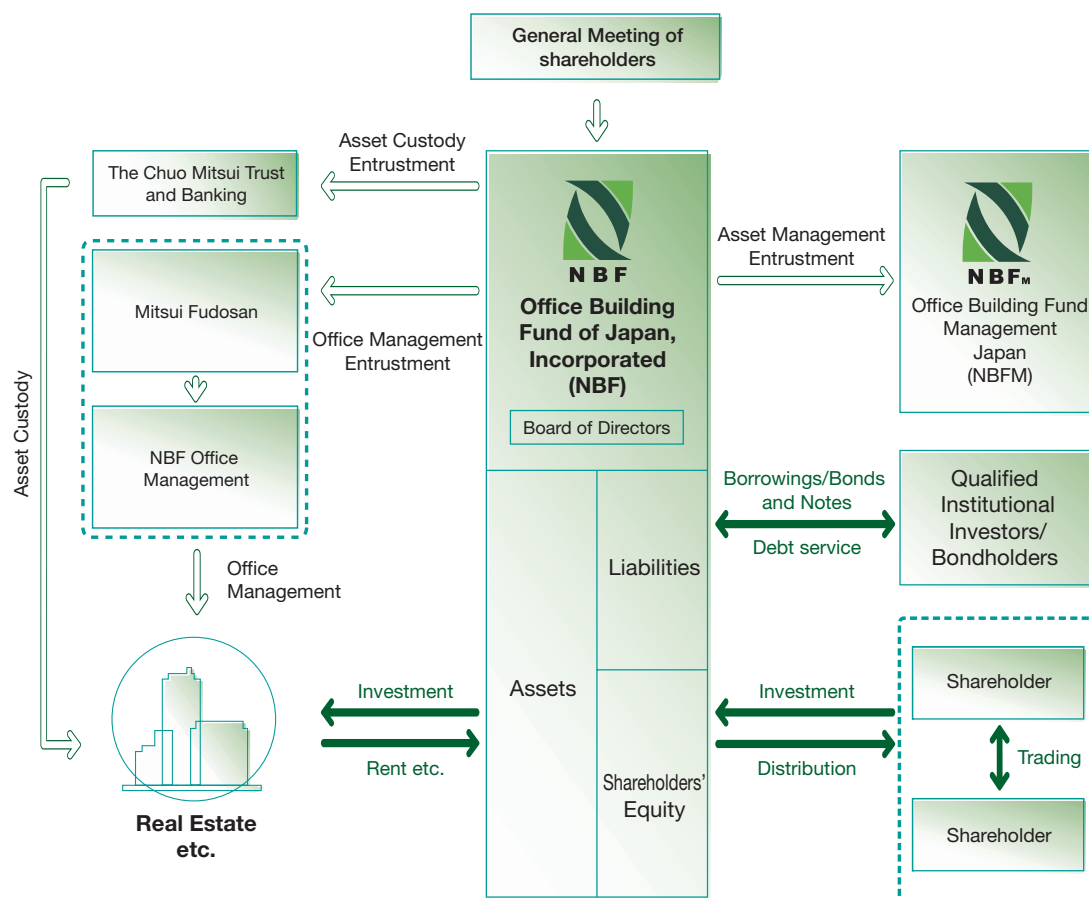 General Meeting of
shareholders
Asset Custody
Entrustment
The Chuo Mitsui Trust
and Banking
Mitsui Fudosan
Office Management
Entrustment
NBF Office
Management
Asset Custody
Office
Management
Real Estate
etc.
NBF
Office Building
Fund of Japan,
Incorporated
(NBF)
Board of Directors
Assets
Liabilities
Shareholders'
Equity
Investment
Rent etc.
Asset Management
Entrustment
NBFM
Office Building Fund
Management
Japan
(NBFM)
Borrowings/Bonds
and Notes
Debt service
Qualified
Institutional
Investors/
Bondholders
Investment
Distribution
Shareholder
Trading
Shareholder